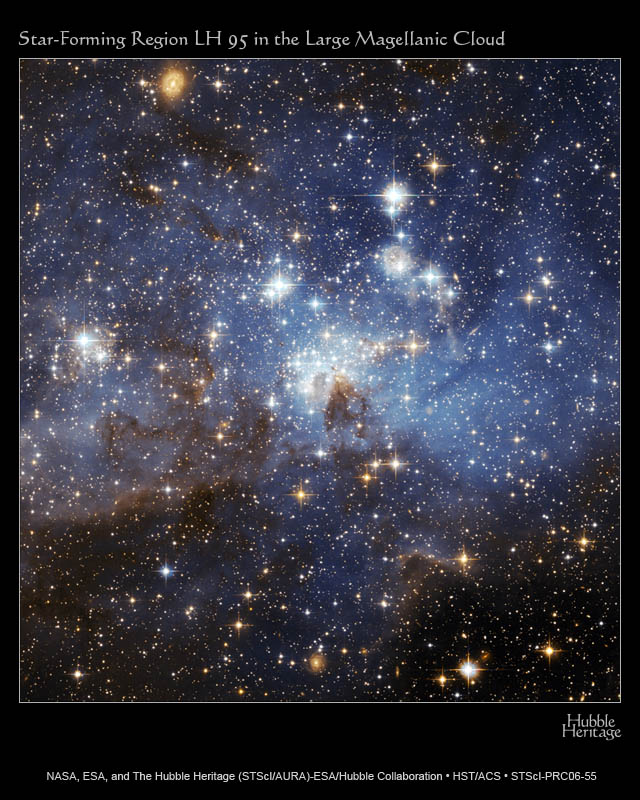 Star-Forming Region LH 95 in the Large Magellanic Cloud
Hubble
Heritage
NASA, ESA, and The Hubble Heritage (STScI/AURA)-ESA/Hubble Collaboration • HST/ACS • STScI-PRC06-55